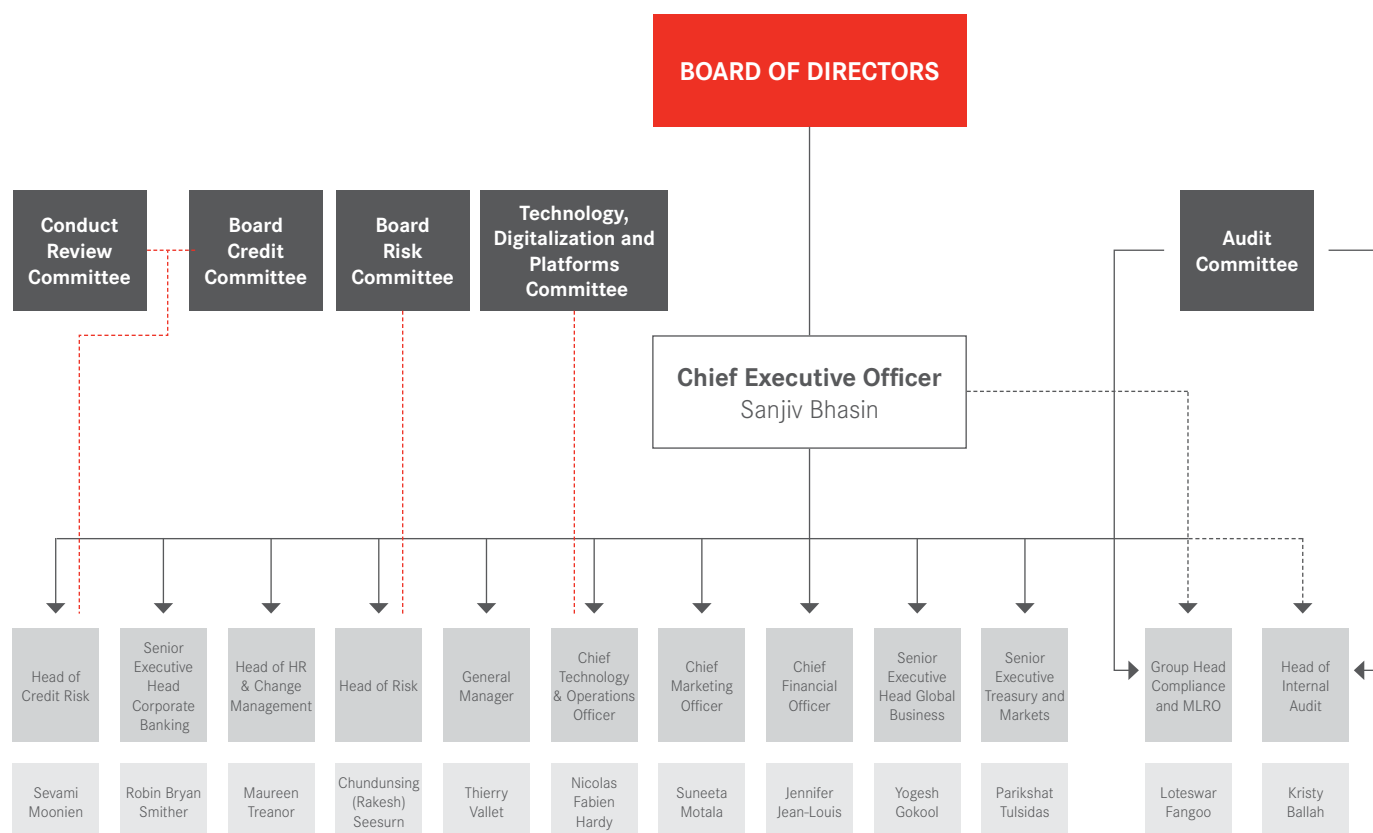 BOARD OF DIRECTORS
Conduct
Review
Committee
Board
Credit
Committee
Board
Risk
Committee
Technology,
Digitalization and
Platforms
Committee
Audit
Committee
Chief Executive Officer
Sanjiv Bhasin
Head of
Credit Risk
Senior
Executive
Head
Corporate
Banking
Head of HR
& Change
Management
Head of Risk
General
Manager
Chief
Technology
& Operations
Officer
Chief
Marketing
Officer
Chief
Financial
Officer
Senior
Executive
Head Global
Business
Senior
Executive
Treasury and
Markets
Group Head
Compliance
and MLRO
Head of
Internal
Audit
Sevami
Moonien
Robin Bryan
Smither
Maureen
Treanor
Chundunsing
(Rakesh)
Seesurn
Thierry
Vallet
Nicolas
Fabien
Hardy
Suneeta
Motala
Jennifer
Jean-Louis
Yogesh
Gokool
Parikshat
Tulsidas
Loteswar
Fangoo
Kristy
Ballah